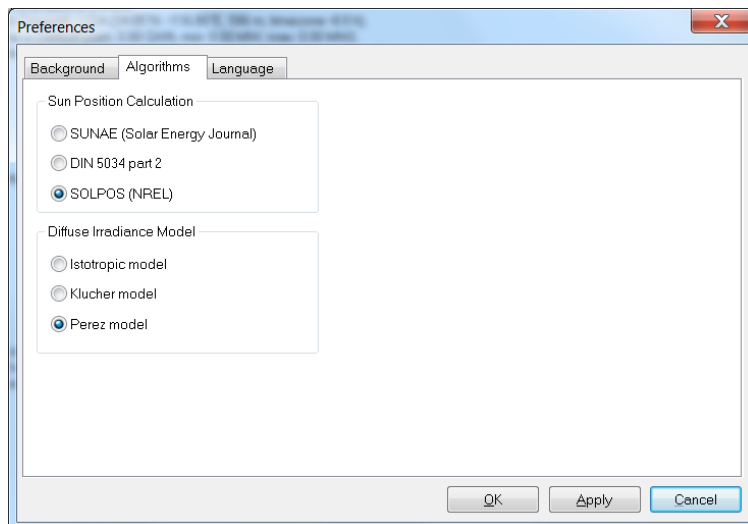 Preferences
Background Algorithms Language
Sun Position Calculation
SUNAE (Solar Energy Journal)
DIN 5034 part 2
SOLPOS (NREL)
Diffuse Irradiance Model
Istotropic model
Klucher model
Perez model
OK Apply Cancel